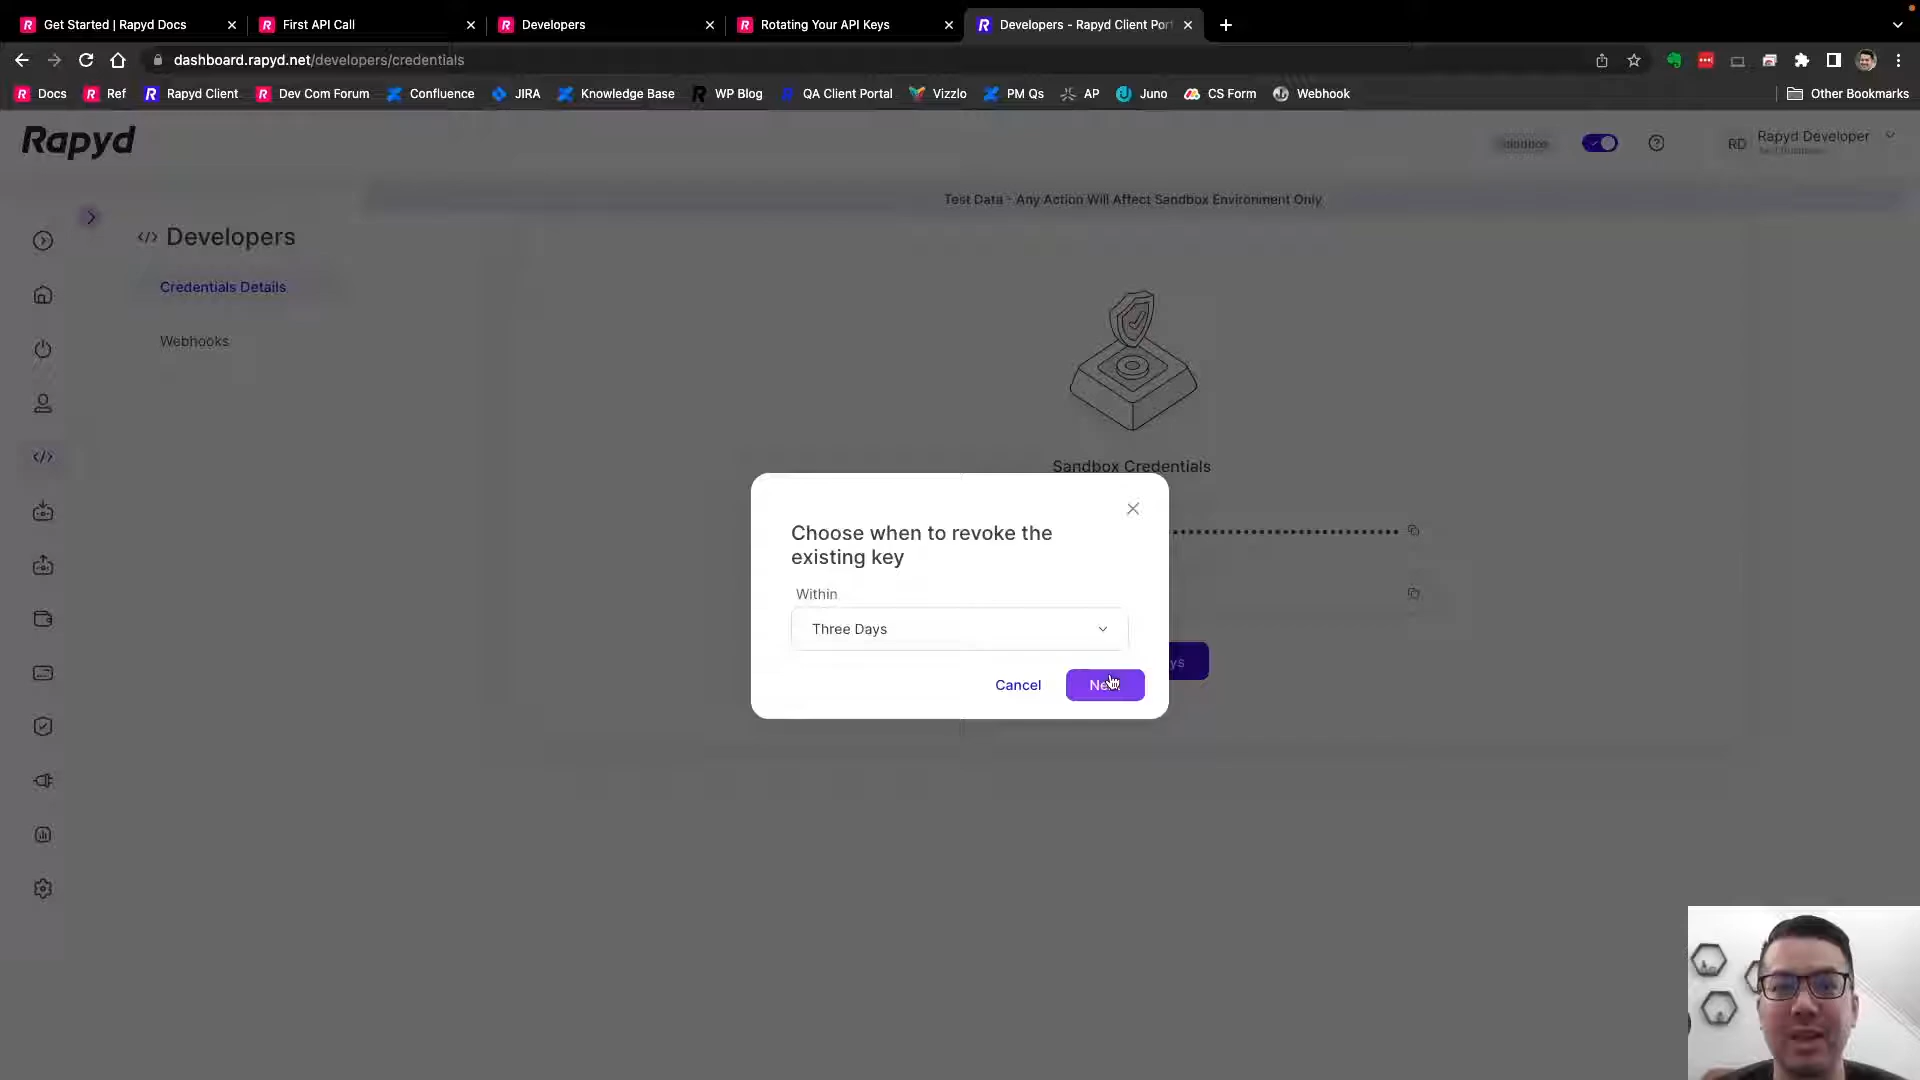 Get Started | Rapyd Docs
First API Call
Developers
Rotating Your API Keys
Developers - Rapyd Client Por
dashboard.rapyd.net/developers/credentials
Docs
Ref
Rapyd Client
Dev Com Forum
Confluence
JIRA
Knowledge Base
WP Blog
QA Client Portal
Vizzlo
PM Qs
AP
Juno
CS Form
Webhook
Other Bookmarks
Rapyd
Sandbox
RD
Rapyd Developer
Test Data - Any Action Will Affect Sandbox Environment Only
Developers
Credentials Details
Webhooks
Sandbox Credentials
Choose when to revoke the
existing key
Within
Three Days
Cancel